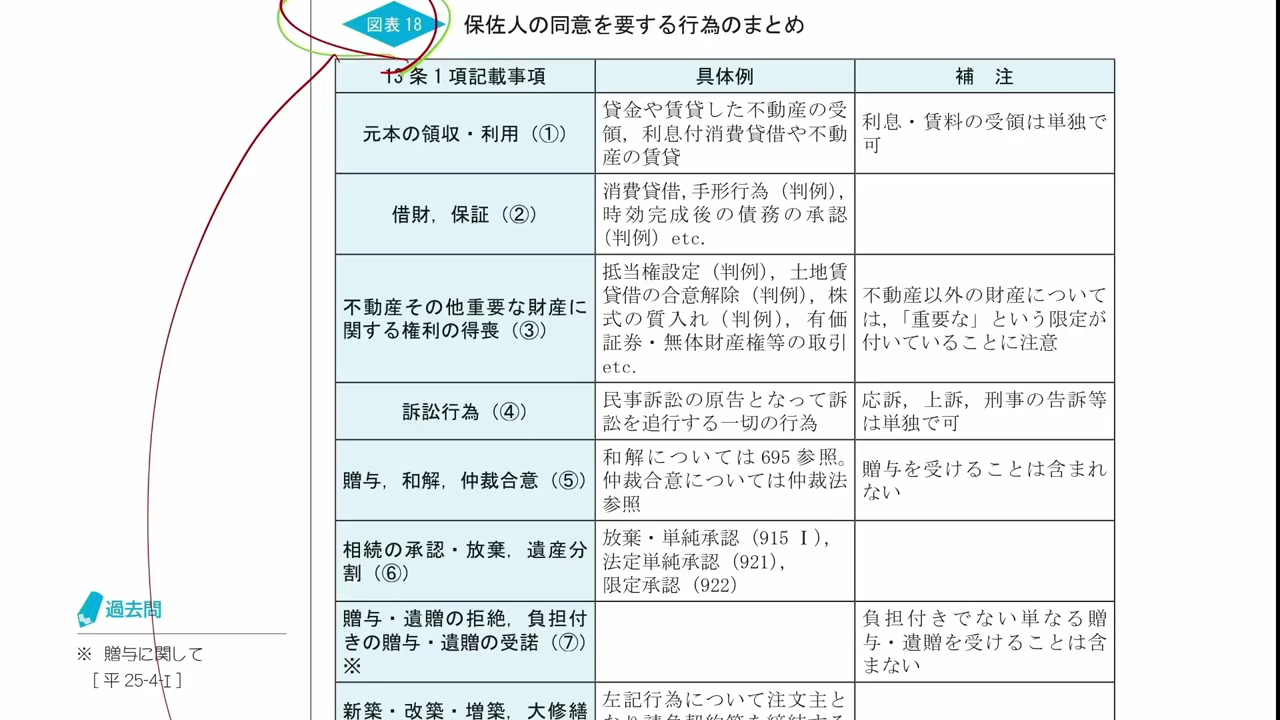 図表 18
保佐人の同意を要する行為のまとめ
13条1項記載事項
具体例
補 注
元本の領収・利用(①)
貸金や賃貸した不動産の受
領,利息付消費貸借や不動
産の賃貸
利息・賃料の受領は単独で
可
借財,保証(②)
消費貸借,手形行為(判例),
時効完成後の債務の承認
(判例)etc.
不動産その他重要な財産に
関する権利の得喪(③)
抵当権設定(判例),土地賃
貸借の合意解除(判例),株
式の質入れ(判例),有価
証券・無体財産権等の取引
etc.
不動産以外の財産について
は,「重要な」という限定が
付いていることに注意
訴訟行為(④)
民事訴訟の原告となって訴
訟を追行する一切の行為
応訴,上訴,刑事の告訴等
は単独で可
贈与,和解,仲裁合意(⑤)
和解については695参照。
仲裁合意については仲裁法
参照
贈与を受けることは含まれ
ない
相続の承認・放棄,遺産分
割(⑥)
放棄・単純承認(915 Ⅰ),
法定単純承認(921),
限定承認(922)
贈与・遺贈の拒絶,負担付
きの贈与・遺贈の受諾(⑦)
※
負担付きでない単なる贈
与・遺贈を受けることは含
まない
新築・改築・増築,大修繕
左記行為について注文主と
過去問
※ 贈与に関して
[平25-4-Ⅰ]